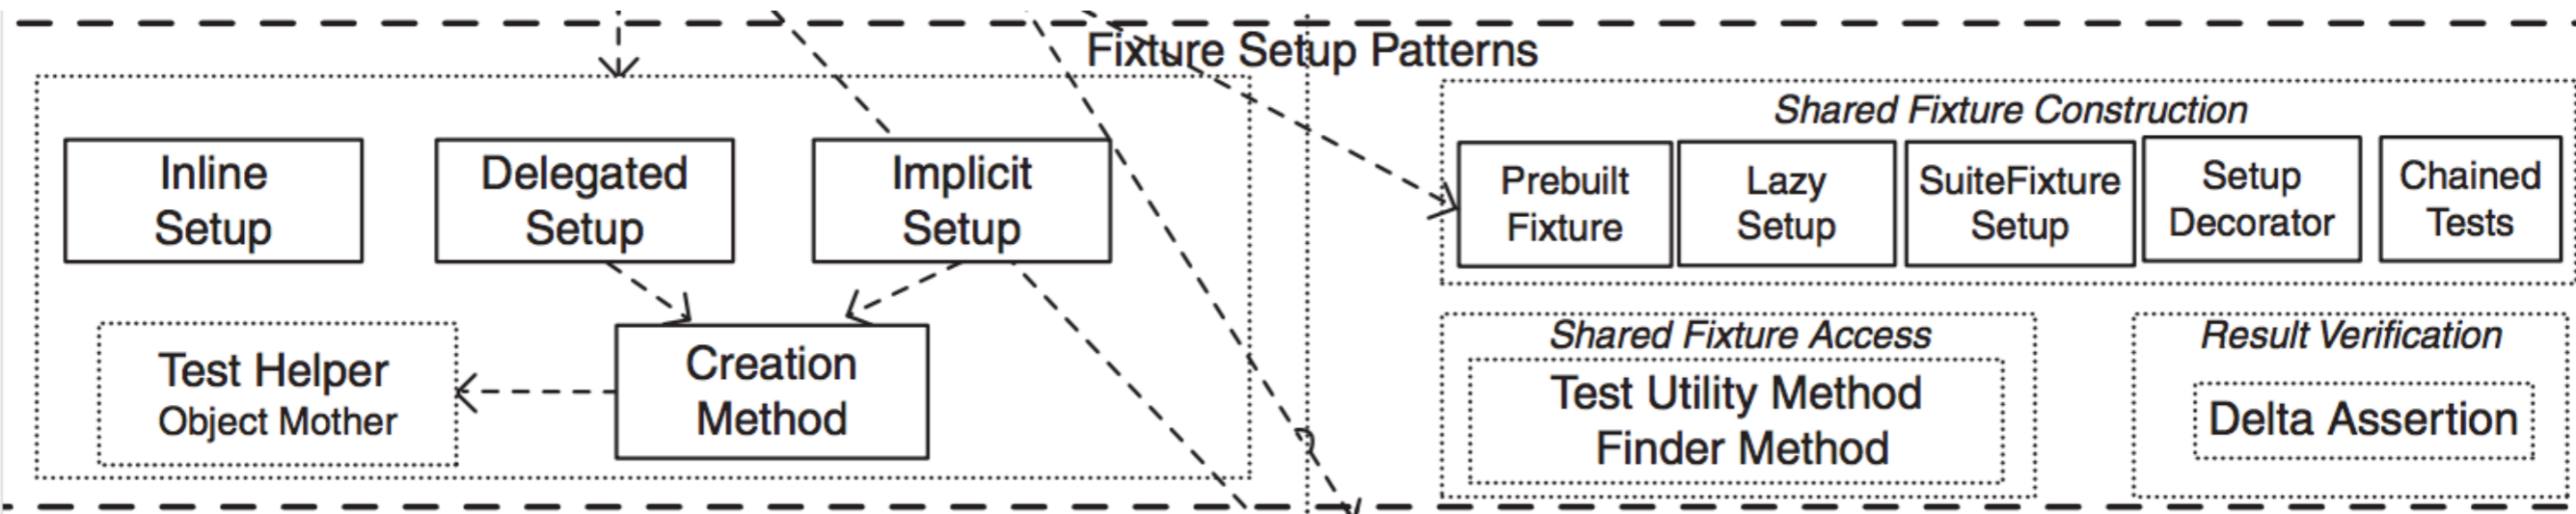 Fixture Setup Patterns
Inline
Setup
Delegated
Setup
Implicit
Setup
Creation
Method
Test Helper
Object Mother
Shared Fixture Construction
Prebuilt
Fixture
Lazy
Setup
SuiteFixture
Setup
Setup
Decorator
Chained
Tests
Shared Fixture Access
Test Utility Method
Finder Method
Result Verification
Delta Assertion